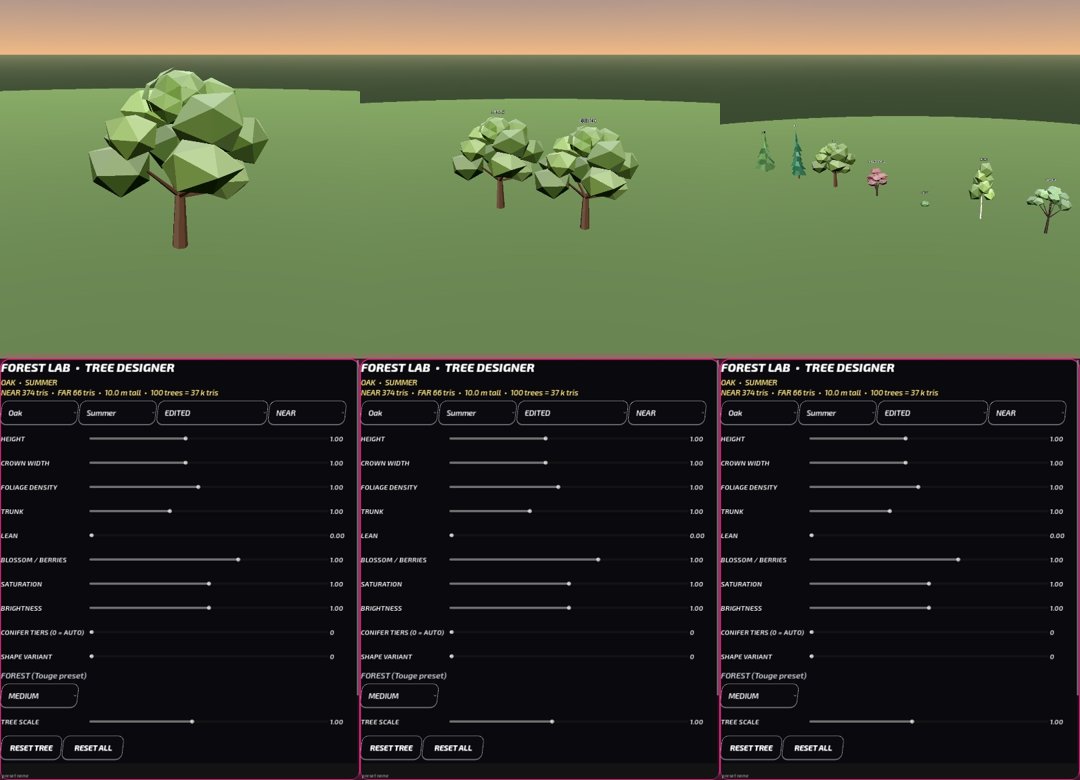 FOREST LAB • TREE DESIGNER
OAK • SUMMER
NEAR 374 tris • FAR 66 tris • 10.0 m tall • 100 trees = 37 k tris
Oak Summer EDITED NEAR
HEIGHT 1.00
CROWN WIDTH 1.00
FOLIAGE DENSITY 1.00
TRUNK 1.00
LEAN 0.00
BLOSSOM / BERRIES 1.00
SATURATION 1.00
BRIGHTNESS 1.00
CONIFER TIERS (0 = AUTO) 0
SHAPE VARIANT 0
FOREST (Touge preset)
MEDIUM
TREE SCALE 1.00
RESET TREE RESET ALL
FOREST LAB • TREE DESIGNER
OAK • SUMMER
NEAR 374 tris • FAR 66 tris • 10.0 m tall • 100 trees = 37 k tris
Oak Summer EDITED NEAR
HEIGHT 1.00
CROWN WIDTH 1.00
FOLIAGE DENSITY 1.00
TRUNK 1.00
LEAN 0.00
BLOSSOM / BERRIES 1.00
SATURATION 1.00
BRIGHTNESS 1.00
CONIFER TIERS (0 = AUTO) 0
SHAPE VARIANT 0
FOREST (Touge preset)
MEDIUM
TREE SCALE 1.00
RESET TREE RESET ALL
FOREST LAB • TREE DESIGNER
OAK • SUMMER
NEAR 374 tris • FAR 66 tris • 10.0 m tall • 100 trees = 37 k tris
Oak Summer EDITED NEAR
HEIGHT 1.00
CROWN WIDTH 1.00
FOLIAGE DENSITY 1.00
TRUNK 1.00
LEAN 0.00
BLOSSOM / BERRIES 1.00
SATURATION 1.00
BRIGHTNESS 1.00
CONIFER TIERS (0 = AUTO) 0
SHAPE VARIANT 0
FOREST (Touge preset)
MEDIUM
TREE SCALE 1.00
RESET TREE RESET ALL